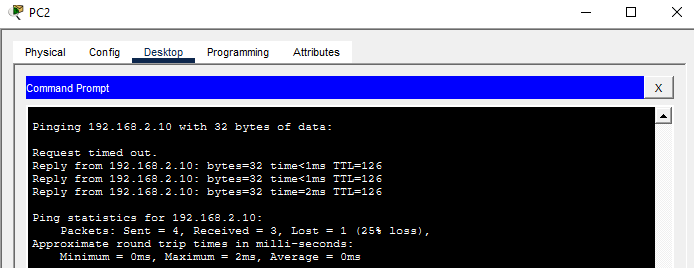 PC2
Physical Config Desktop Programming Attributes
Command Prompt X
Pinging 192.168.2.10 with 32 bytes of data:
Request timed out.
Reply from 192.168.2.10: bytes=32 time<1ms TTL=126
Reply from 192.168.2.10: bytes=32 time<1ms TTL=126
Reply from 192.168.2.10: bytes=32 time=2ms TTL=126
Ping statistics for 192.168.2.10:
Packets: Sent = 4, Received = 3, Lost = 1 (25% loss),
Approximate round trip times in milli-seconds:
Minimum = 0ms, Maximum = 2ms, Average = 0ms